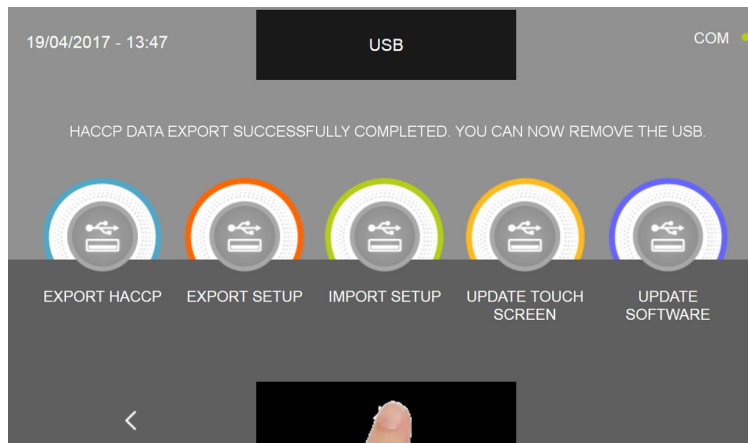 19/04/2017 - 13:47
USB
COM
HACCP DATA EXPORT SUCCESSFULLY COMPLETED. YOU CAN NOW REMOVE THE USB.
EXPORT HACCP
EXPORT SETUP
IMPORT SETUP
UPDATE TOUCH
SCREEN
UPDATE
SOFTWARE